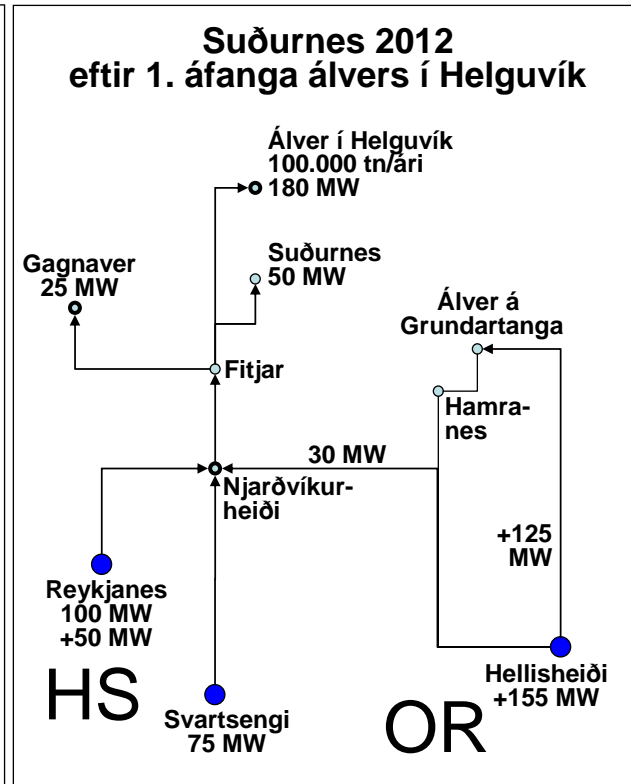 Suðurnes 2012
eftir 1. áfanga álvers í Helguvík
Álver í Helguvík
100.000 tn/ári
180 MW
Gagnaver
25 MW
Suðurnes
50 MW
Álver á
Grundartanga
Fitjar
Hamra-
nes
30 MW
Njarðvíkur-
heiði
+125
MW
Reykjanes
100 MW
+50 MW
HS
Svartsengi
75 MW
OR
Hellisheiði
+155 MW